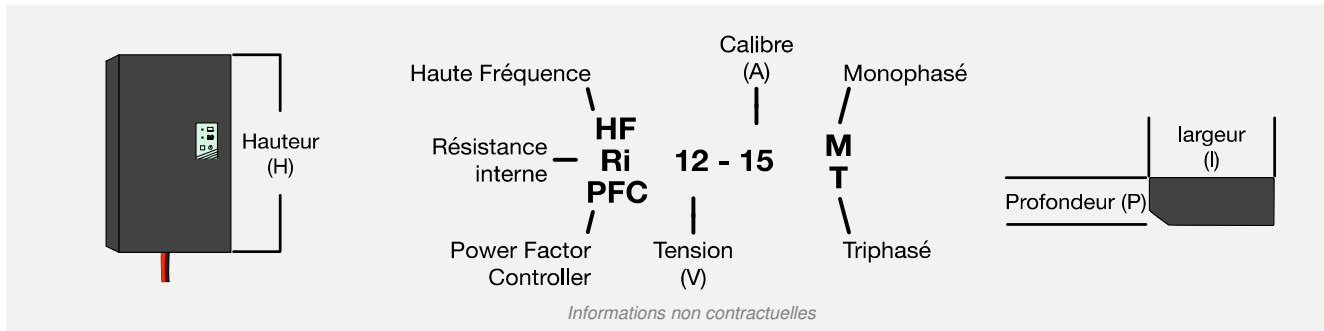 Hauteur
(H)
Haute Fréquence
Résistance
interne
Power Factor
Controller
HF
Ri
PFC
12 - 15
Calibre
(A)
Tension
(V)
Monophasé
M
T
Triphasé
largeur
(l)
Profondeur (P)
Informations non contractuelles